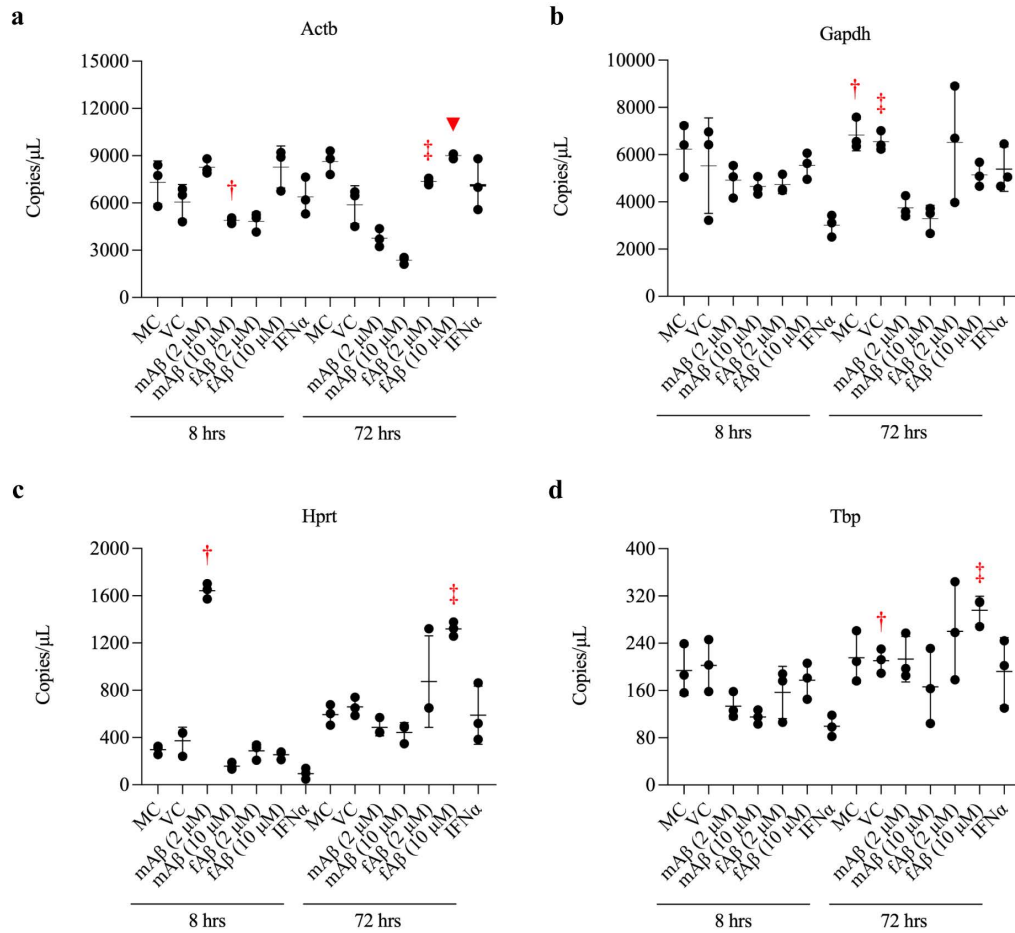 a
Actb
Copies/µL
15000
12000
9000
6000
3000
0
†
‡
▼
MC
VC
mAβ (2 µM)
mAβ (10 µM)
fAβ (2 µM)
fAβ (10 µM)
IFNα
MC
VC
mAβ (2 µM)
mAβ (10 µM)
fAβ (2 µM)
fAβ (10 µM)
IFNα
8 hrs
72 hrs
b
Gapdh
Copies/µL
10000
8000
6000
4000
2000
0
†
‡
MC
VC
mAβ (2 µM)
mAβ (10 µM)
fAβ (2 µM)
fAβ (10 µM)
IFNα
MC
VC
mAβ (2 µM)
mAβ (10 µM)
fAβ (2 µM)
fAβ (10 µM)
IFNα
8 hrs
72 hrs
c
Hprt
Copies/µL
2000
1600
1200
800
400
0
†
‡
MC
VC
mAβ (2 µM)
mAβ (10 µM)
fAβ (2 µM)
fAβ (10 µM)
IFNα
MC
VC
mAβ (2 µM)
mAβ (10 µM)
fAβ (2 µM)
fAβ (10 µM)
IFNα
8 hrs
72 hrs
d
Tbp
Copies/µL
400
320
240
160
80
0
†
‡
MC
VC
mAβ (2 µM)
mAβ (10 µM)
fAβ (2 µM)
fAβ (10 µM)
IFNα
MC
VC
mAβ (2 µM)
mAβ (10 µM)
fAβ (2 µM)
fAβ (10 µM)
IFNα
8 hrs
72 hrs